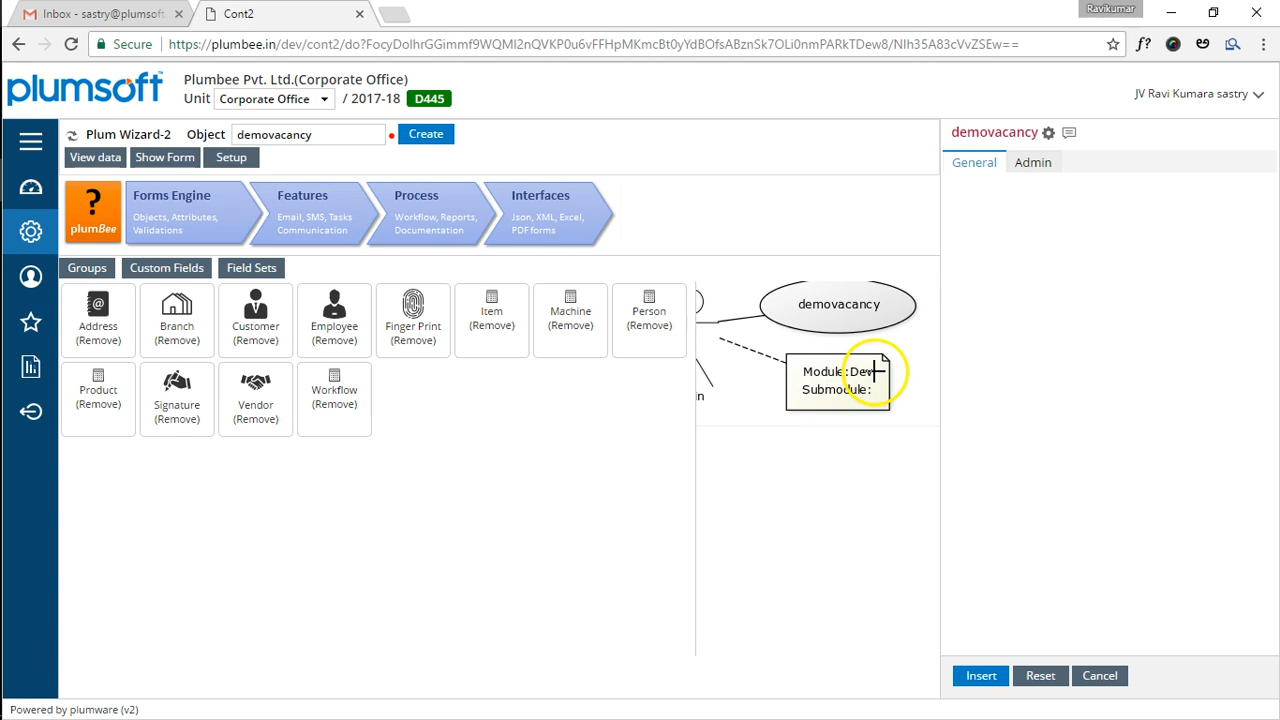 Inbox - sastry@plumsoft
Cont2
Ravikumar
Secure
https://plumbee.in/dev/cont2/do?FocyDoIhrGGimmf9WQMI2nQVKP0u6vFFHpMKmcBt0yYdBOfsABznSk7OLi0nmPARkTDew8/NIh35A83cVvZSEw==
plumsoft
Plumbee Pvt. Ltd.(Corporate Office)
Unit Corporate Office / 2017-18 D445
JV Ravi Kumara sastry
Plum Wizard-2 Object demovacancy Create
View data Show Form Setup
demovacancy
General Admin
? plumBee
Forms Engine
Objects, Attributes,
Validations
Features
Email, SMS, Tasks
Communication
Process
Workflow, Reports,
Documentation
Interfaces
Json, XML, Excel,
PDF forms
Groups Custom Fields Field Sets
Address
(Remove)
Branch
(Remove)
Customer
(Remove)
Employee
(Remove)
Finger Print
(Remove)
Item
(Remove)
Machine
(Remove)
Person
(Remove)
Product
(Remove)
Signature
(Remove)
Vendor
(Remove)
Workflow
(Remove)
demovacancy
Module:Dev
Submodule:
in
Insert Reset Cancel
Powered by plumware (v2)